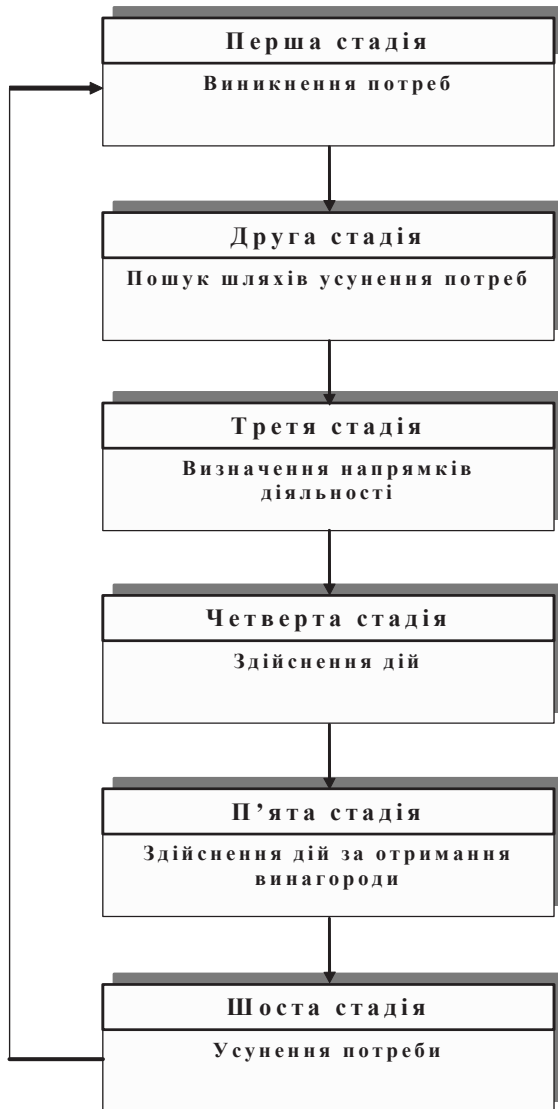 Перша стадія
Виникнення потреб
Друга стадія
Пошук шляхів усунення потреб
Третя стадія
Визначення напрямків
діяльності
Четверта стадія
Здійснення дій
П’ята стадія
Здійснення дій за отримання
винагороди
Шоста стадія
Усунення потреби